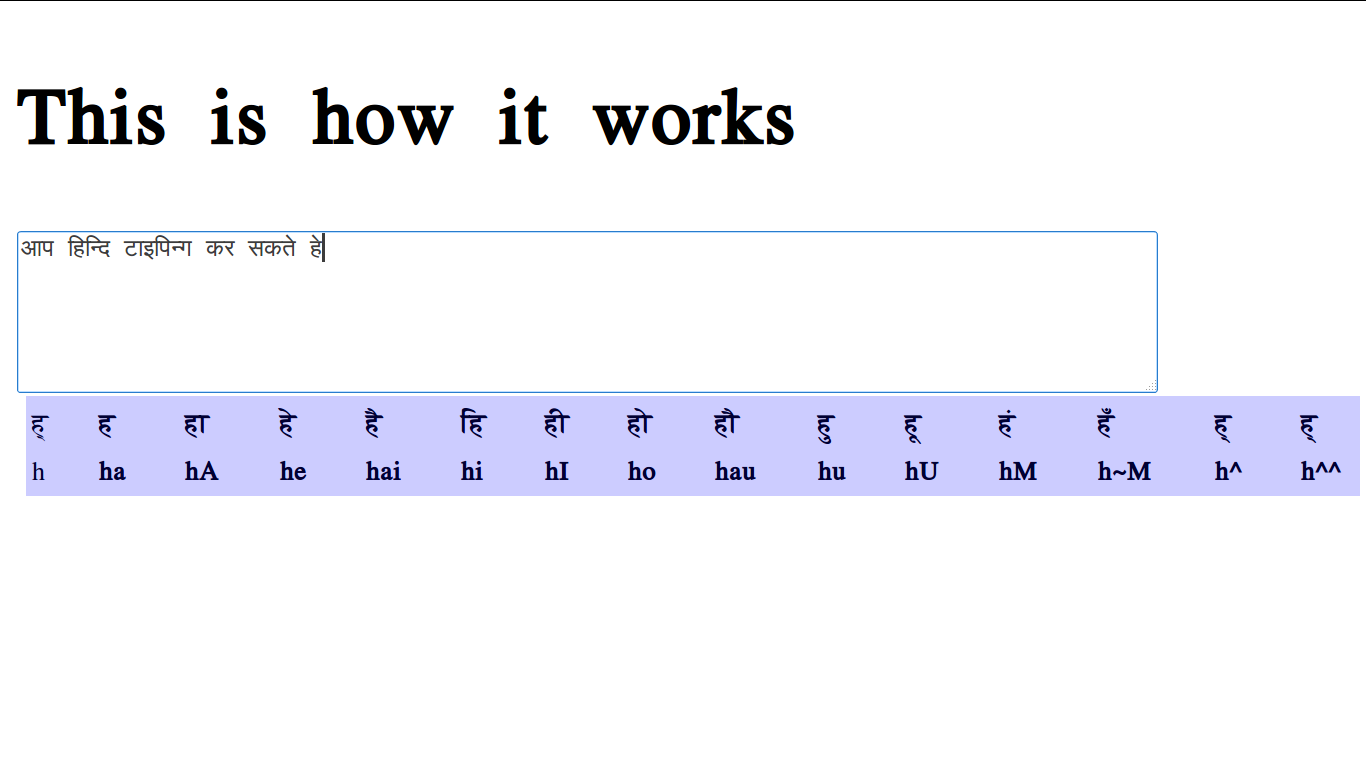 This is how it works
आप हिन्दि टाइपिन्ग कर सकते हे
ह् ह हा हे है हि ही हो हौ हु हू हं हँ ह् ह्
h ha hA he hai hi hI ho hau hu hU hM h~M h^ h^^